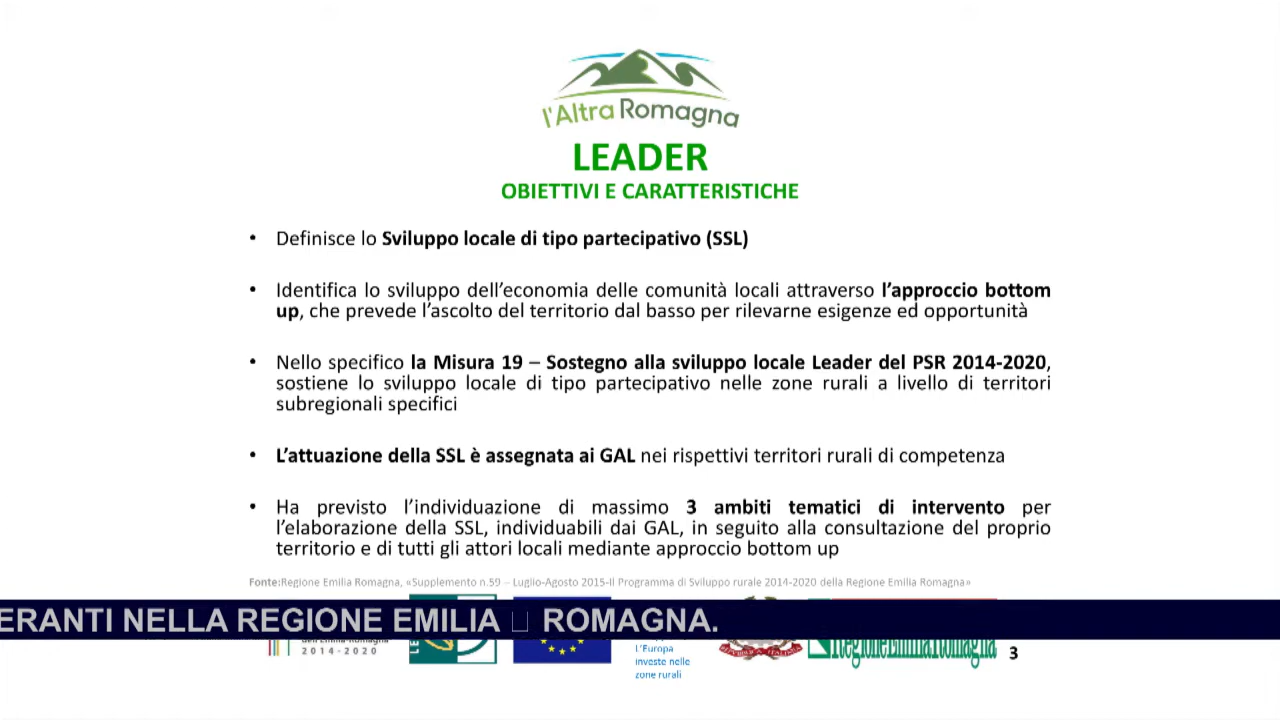 l'Altra Romagna
LEADER
OBIETTIVI E CARATTERISTICHE
• Definisce lo Sviluppo locale di tipo partecipativo (SSL)
• Identifica lo sviluppo dell'economia delle comunità locali attraverso l'approccio bottom
up, che prevede l'ascolto del territorio dal basso per rilevarne esigenze ed opportunità
• Nello specifico la Misura 19 – Sostegno alla sviluppo locale Leader del PSR 2014-2020,
sostiene lo sviluppo locale di tipo partecipativo nelle zone rurali a livello di territori
subregionali specifici
• L'attuazione della SSL è assegnata ai GAL nei rispettivi territori rurali di competenza
• Ha previsto l'individuazione di massimo 3 ambiti tematici di intervento per
l'elaborazione della SSL, individuabili dai GAL, in seguito alla consultazione del proprio
territorio e di tutti gli attori locali mediante approccio bottom up
Fonte:Regione Emilia Romagna, «Supplemento n.59 – Luglio-Agosto 2015-Il Programma di Sviluppo rurale 2014-2020 della Regione Emilia Romagna»
ERANTI NELLA REGIONE EMILIA ROMAGNA.
2014-2020
L'Europa
investe nelle
zone rurali
RegioneEmiliaRomagna
3